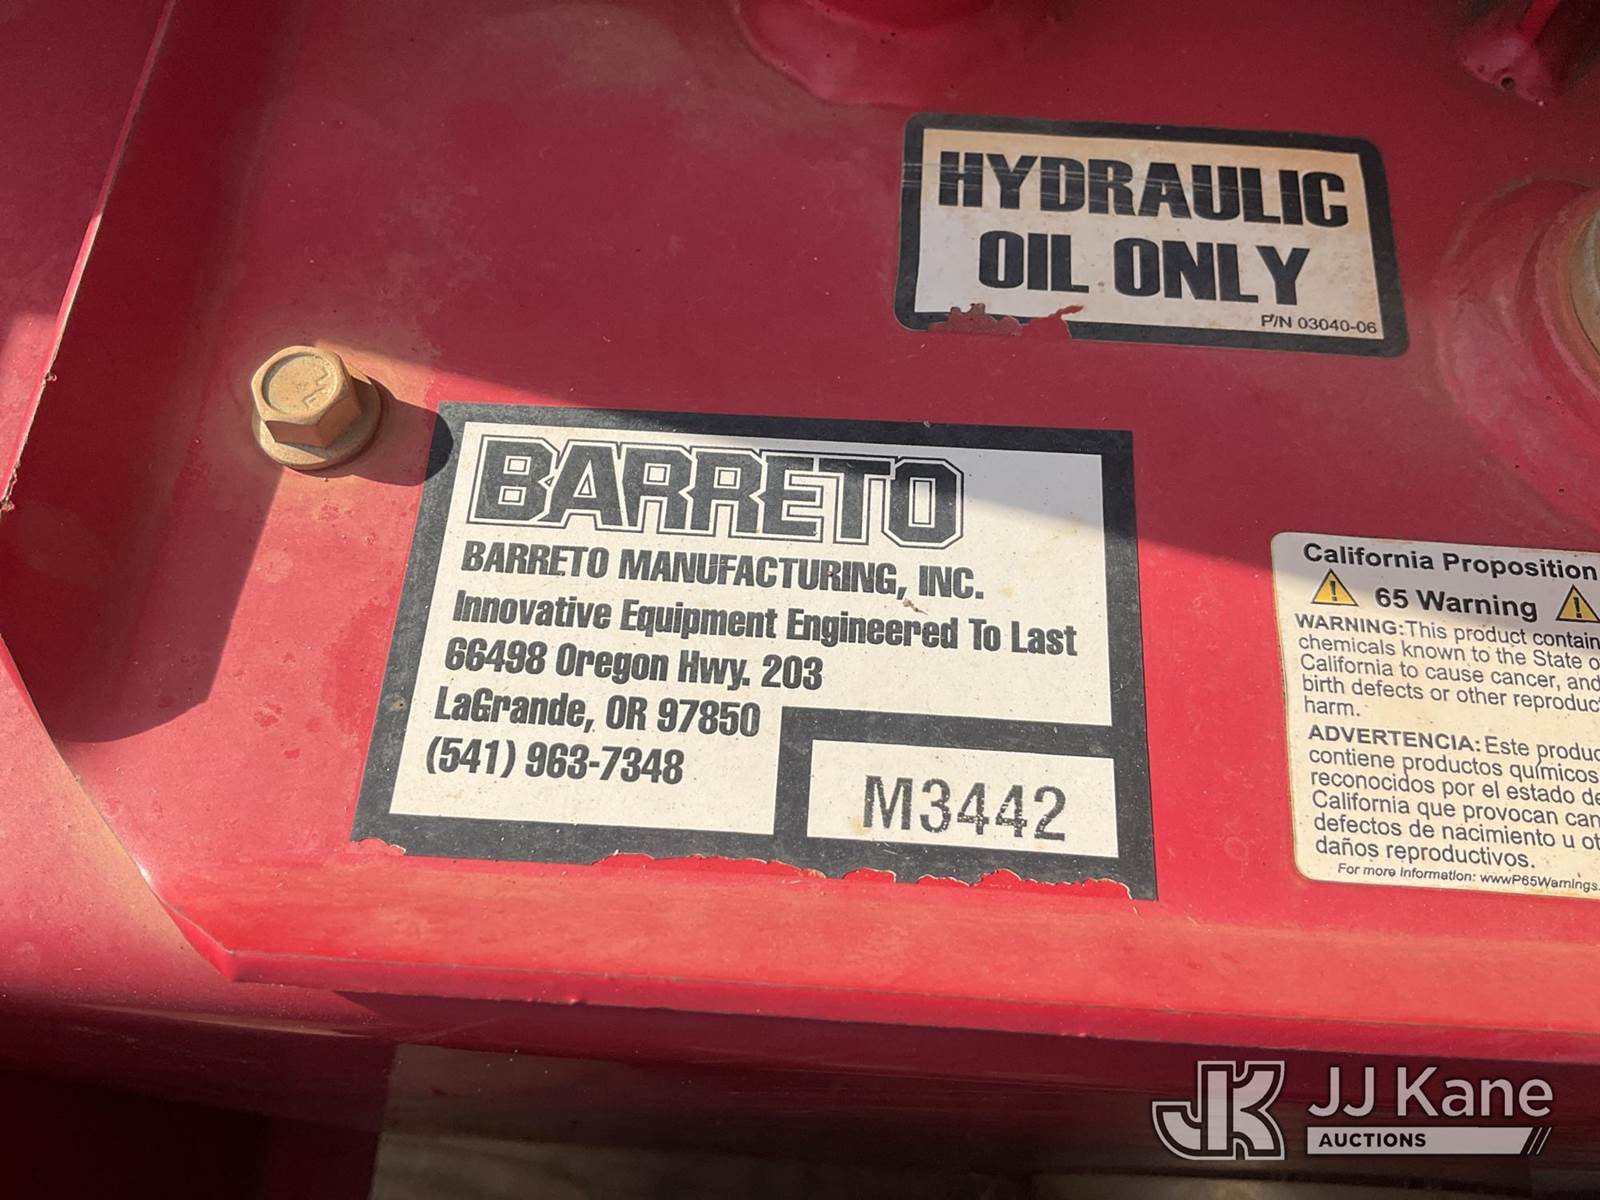 HYDRAULIC
OIL ONLY
P/N 03040-06
BARRETO
BARRETO MANUFACTURING, INC.
Innovative Equipment Engineered To Last
66498 Oregon Hwy. 203
LaGrande, OR 97850
(541) 963-7348
M3442
California Proposition
65 Warning
WARNING: This product contain
chemicals known to the State o
California to cause cancer, and
birth defects or other reproduc
harm.
ADVERTENCIA: Este produc
contiene productos químicos
reconocidos por el estado de
California que provocan can
defectos de nacimiento u ot
daños reproductivos.
For more information: wwwP65Warnings.
JJ Kane
AUCTIONS